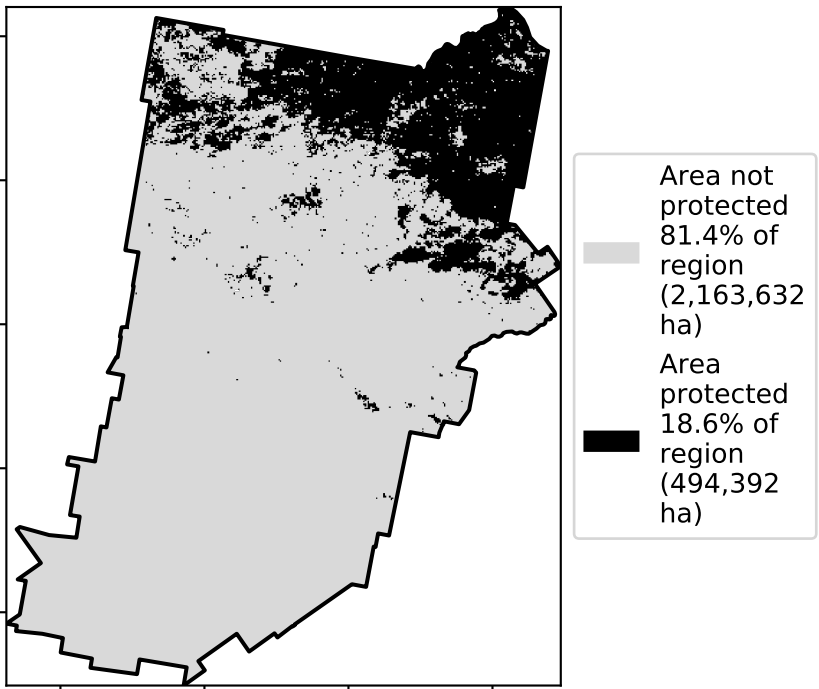 Area not
protected
81.4% of
region
(2,163,632
ha)
Area
protected
18.6% of
region
(494,392
ha)